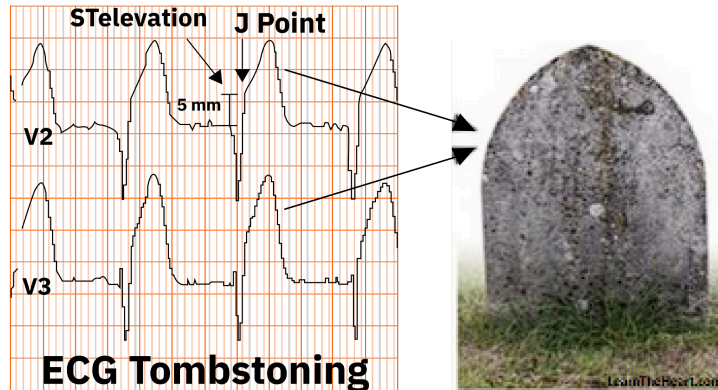 STelevation
J Point
5 mm
V2
V3
ECG Tombstoning
LearnTheHeart.com